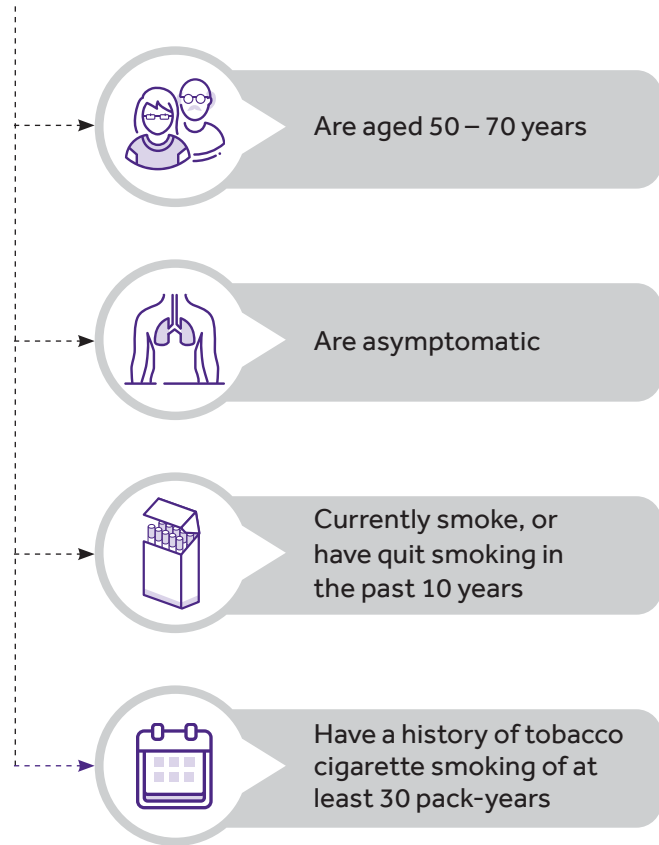 Are aged 50 – 70 years
Are asymptomatic
Currently smoke, or
have quit smoking in
the past 10 years
Have a history of tobacco
cigarette smoking of at
least 30 pack-years